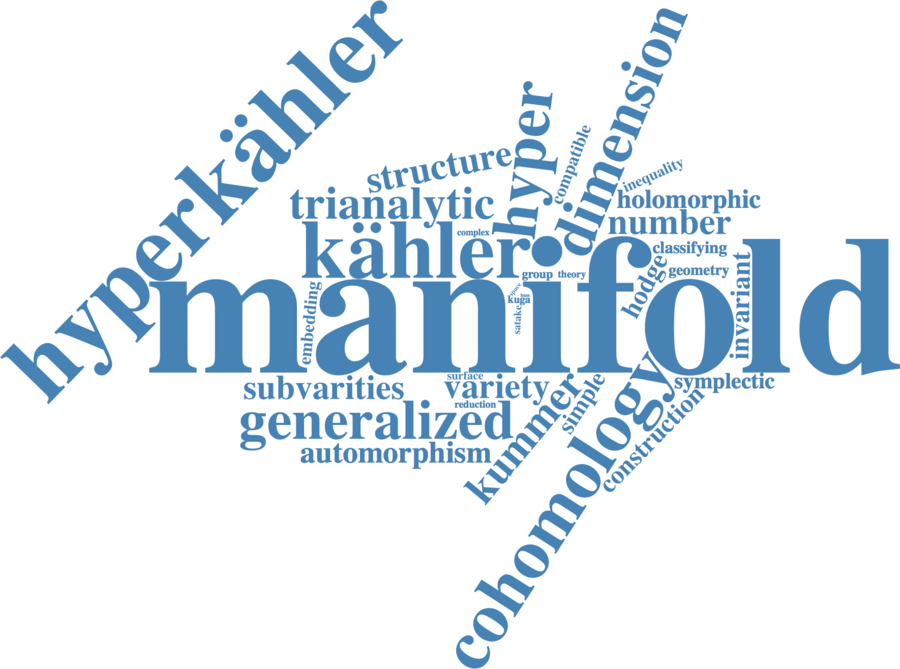 hyperkähler
dimension
hyper
compatible
structure
inequality
trianalytic
holomorphic
number
kähler
complex
classifying
group
theory
hodge
geometry
invariant
manifold
embedding
kuga
satake
subvarities
surface
variety
reduction
symplectic
generalized
kummer
simple
construction
automorphism
cohomology